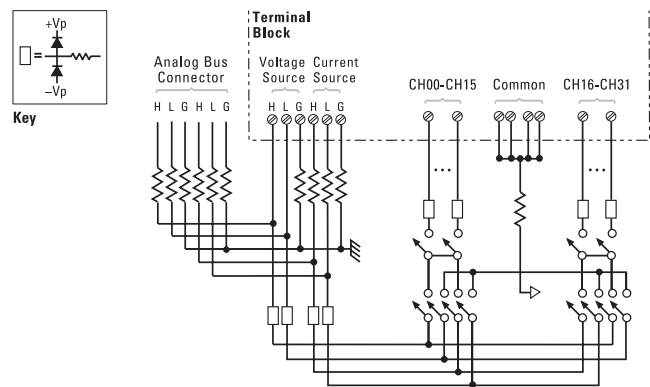 +Vp
=
–Vp
Key
Terminal
Block
Analog Bus
Connector
Voltage
Source
Current
Source
CH00-CH15
Common
CH16-CH31
H L G H L G
H L G H L G
...
...